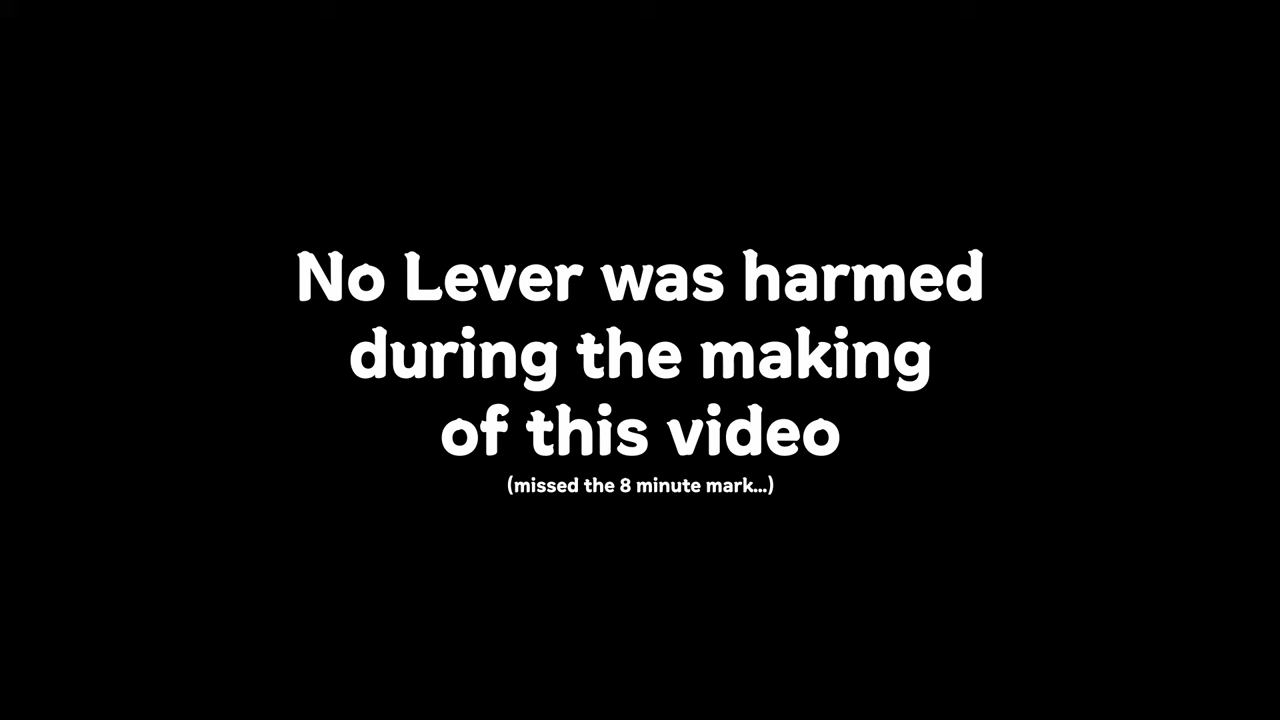 No Lever was harmed
during the making
of this video
(missed the 8 minute mark...)